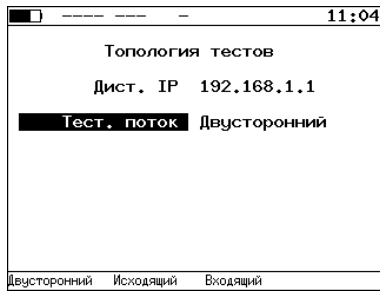 ---- --- - 11:04
Топология тестов
Дист. IP 192.168.1.1
Тест. поток Двусторонний
Двусторонний Исходящий Входящий